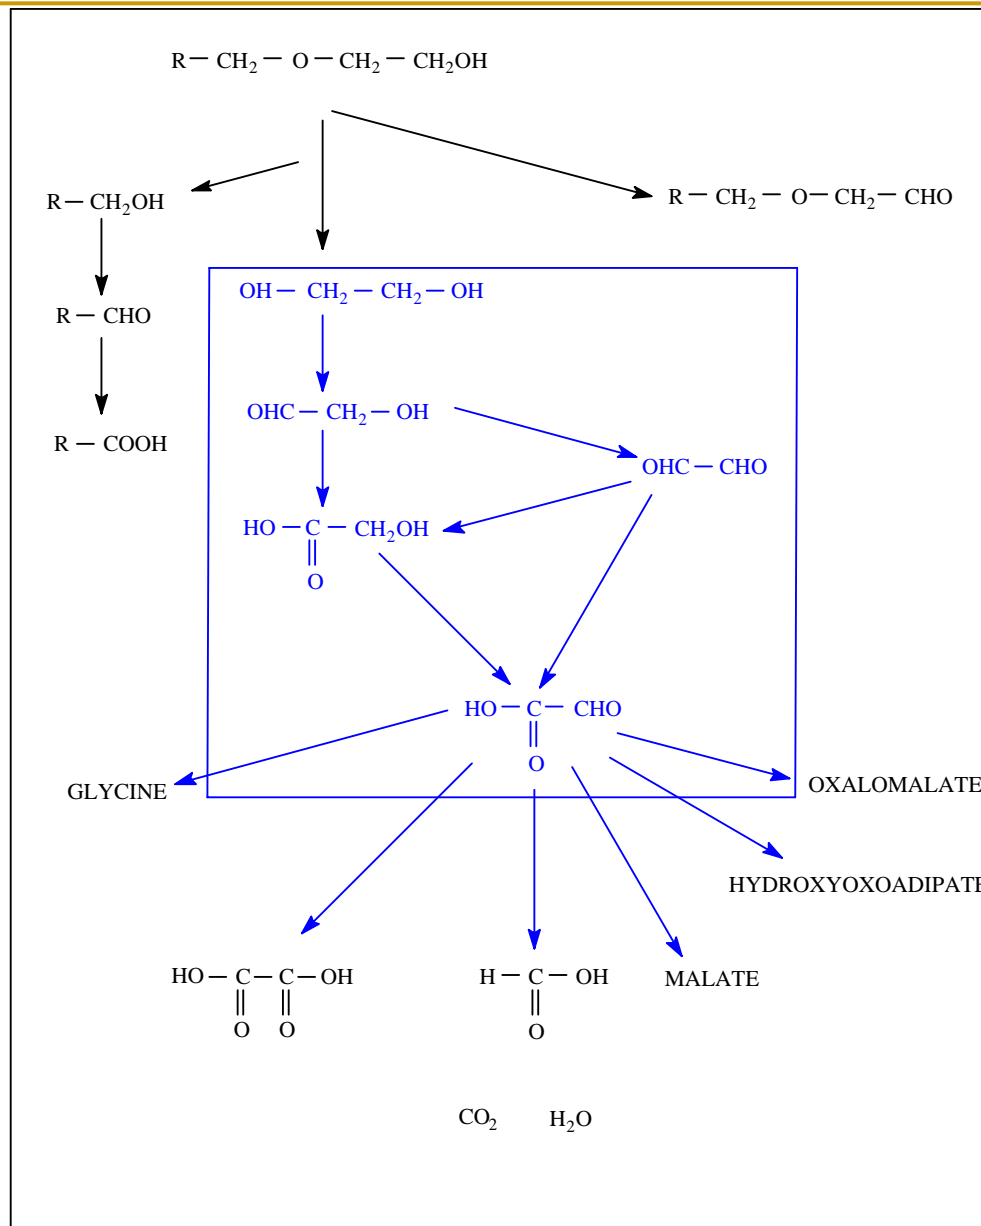 R — CH₂ — O — CH₂ — CH₂OH
R — CH₂OH
R — CH₂ — O — CH₂ — CHO
OH — CH₂ — CH₂ — OH
R — CHO
OHC — CH₂ — OH
R — COOH
OHC — CHO
HO — C — CH₂OH
O
HO — C — CHO
O
GLYCINE
OXALOMALATE
HYDROXYOXOADIPATE
HO — C — C — OH
O O
H — C — OH
O
MALATE
CO₂ H₂O